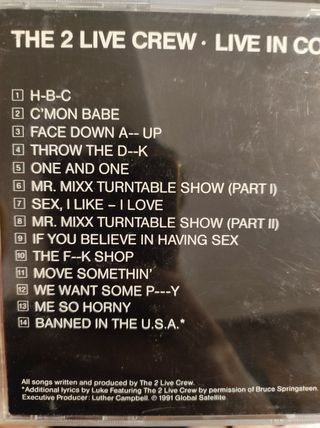 THE 2 LIVE CREW · LIVE IN CO
1 H-B-C
2 C'MON BABE
3 FACE DOWN A-- UP
4 THROW THE D--K
5 ONE AND ONE
6 MR. MIXX TURNTABLE SHOW (PART I)
7 SEX, I LIKE – I LOVE
8 MR. MIXX TURNTABLE SHOW (PART II)
9 IF YOU BELIEVE IN HAVING SEX
10 THE F--K SHOP
11 MOVE SOMETHIN'
12 WE WANT SOME P---Y
13 ME SO HORNY
14 BANNED IN THE U.S.A.*
All songs written and produced by The 2 Live Crew.
*Additional lyrics by Luke Featuring The 2 Live Crew by permission of Bruce Springsteen.
Executive Producer: Luther Campbell. ℗ 1991 Global Satellite